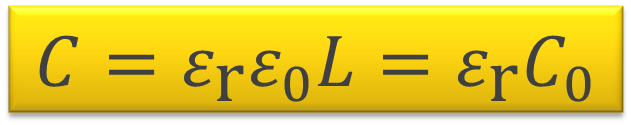 C = εᵣε₀L = εᵣC₀